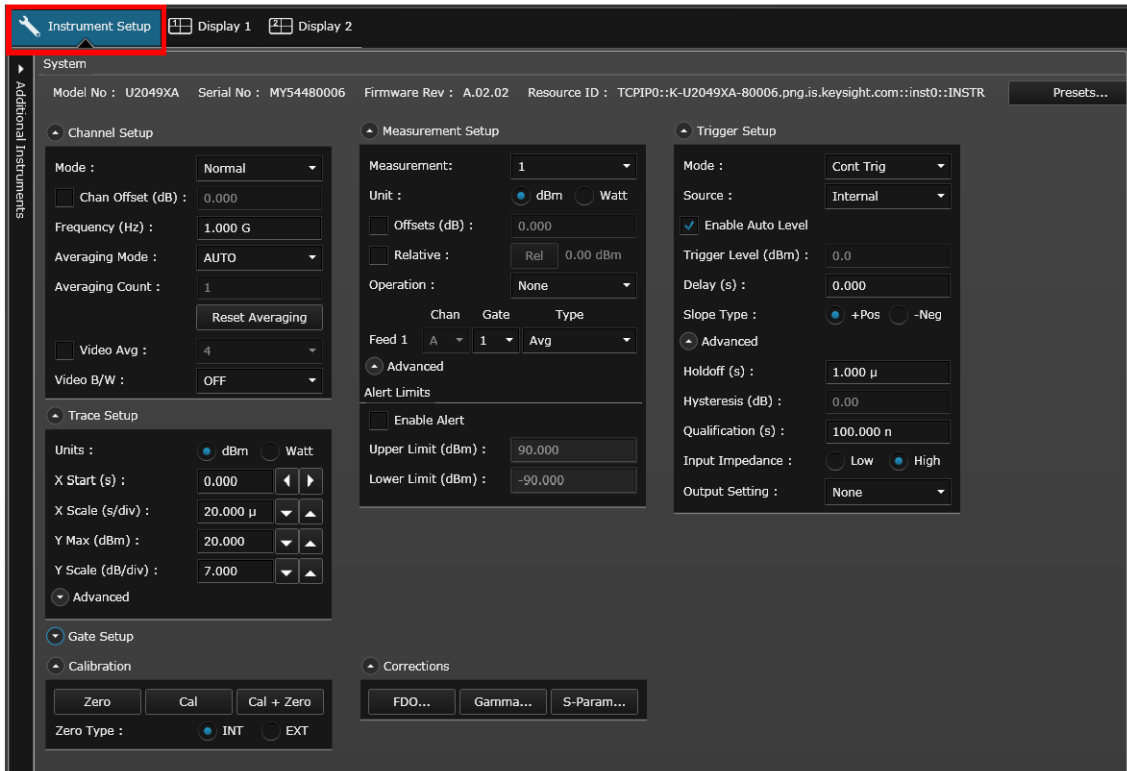 Instrument Setup 1 Display 1 2 Display 2
Additional Instruments
System
Model No : U2049XA Serial No : MY54480006 Firmware Rev : A.02.02 Resource ID : TCPIP0::K-U2049XA-80006.png.is.keysight.com::inst0::INSTR Presets...
Channel Setup
Mode : Normal
Chan Offset (dB) : 0.000
Frequency (Hz) : 1.000 G
Averaging Mode : AUTO
Averaging Count : 1
Reset Averaging
Video Avg : 4
Video B/W : OFF
Trace Setup
Units : dBm Watt
X Start (s) : 0.000
X Scale (s/div) : 20.000 µ
Y Max (dBm) : 20.000
Y Scale (dB/div) : 7.000
Advanced
Gate Setup
Calibration
Zero Cal Cal + Zero
Zero Type : INT EXT
Measurement Setup
Measurement: 1
Unit : dBm Watt
Offsets (dB) : 0.000
Relative : Rel 0.00 dBm
Operation : None
Chan Gate Type
Feed 1 A 1 Avg
Advanced
Alert Limits
Enable Alert
Upper Limit (dBm) : 90.000
Lower Limit (dBm) : -90.000
Corrections
FDO... Gamma... S-Param...
Trigger Setup
Mode : Cont Trig
Source : Internal
Enable Auto Level
Trigger Level (dBm) : 0.0
Delay (s) : 0.000
Slope Type : +Pos -Neg
Advanced
Holdoff (s) : 1.000 µ
Hysteresis (dB) : 0.00
Qualification (s) : 100.000 n
Input Impedance : Low High
Output Setting : None